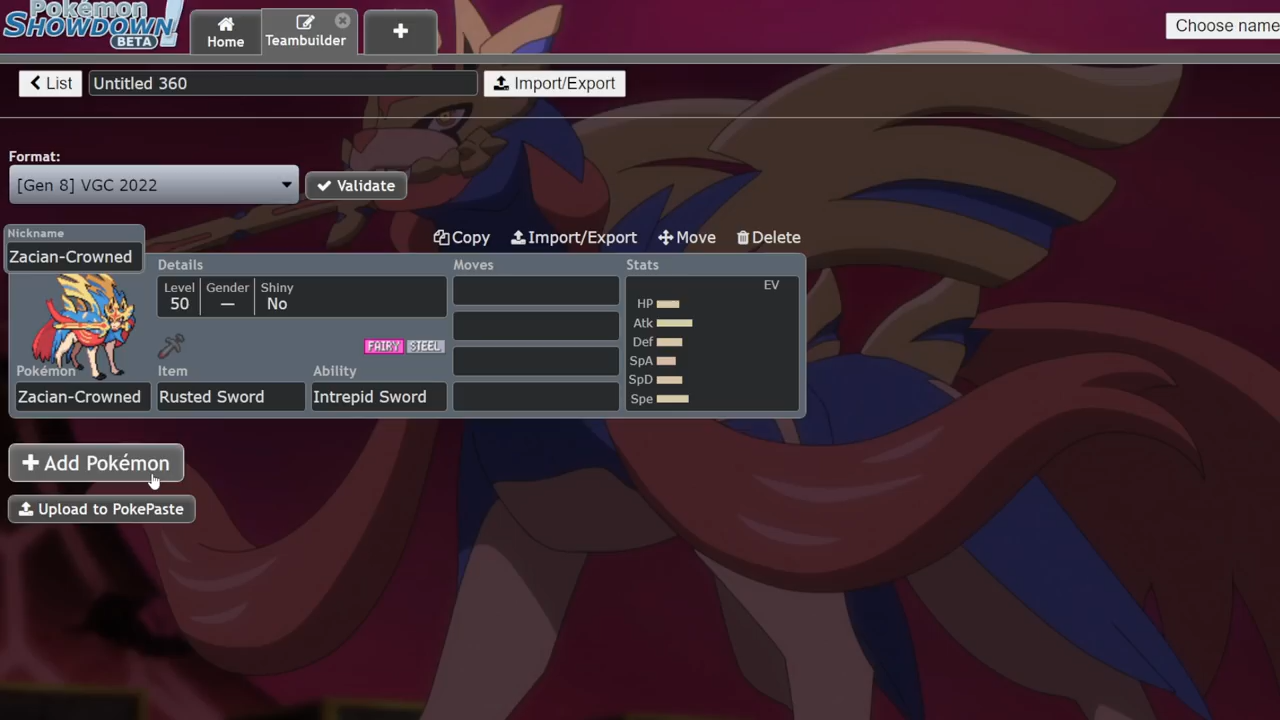 Pokémon
SHOWDOWN!
BETA
Home
Teambuilder
Choose name
List
Untitled 360
Import/Export
Format:
[Gen 8] VGC 2022
Validate
Nickname
Zacian-Crowned
Copy
Import/Export
Move
Delete
Details
Moves
Stats
Level
Gender
Shiny
50
—
No
EV
HP
Atk
Def
SpA
SpD
Spe
FAIRY
STEEL
Pokémon
Item
Ability
Zacian-Crowned
Rusted Sword
Intrepid Sword
Add Pokémon
Upload to PokePaste